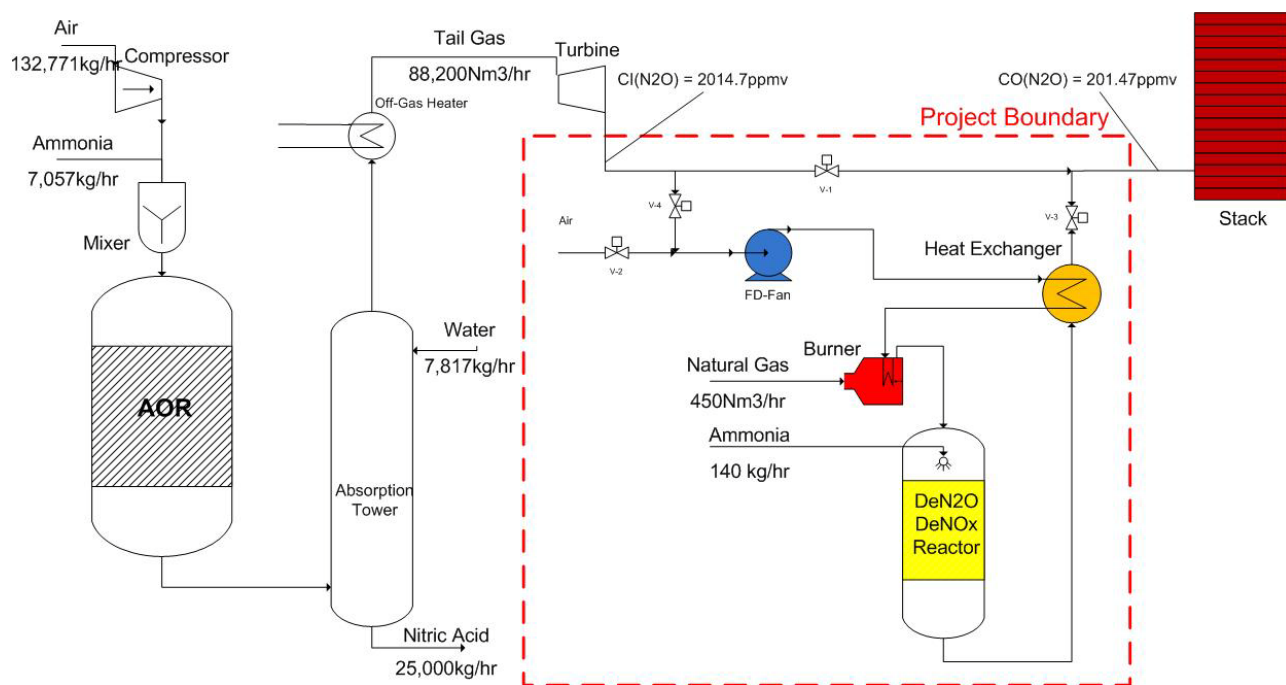 Air
132,771kg/hr
Compressor
Ammonia
7,057kg/hr
Mixer
AOR
Tail Gas
88,200Nm3/hr
Off-Gas Heater
Turbine
Absorption
Tower
Water
7,817kg/hr
Nitric Acid
25,000kg/hr
CI(N2O) = 2014.7ppmv
CO(N2O) = 201.47ppmv
Project Boundary
Stack
V-1
V-4
Air
V-2
FD-Fan
V-3
Heat Exchanger
Burner
Natural Gas
450Nm3/hr
Ammonia
140 kg/hr
DeN2O
DeNOx
Reactor